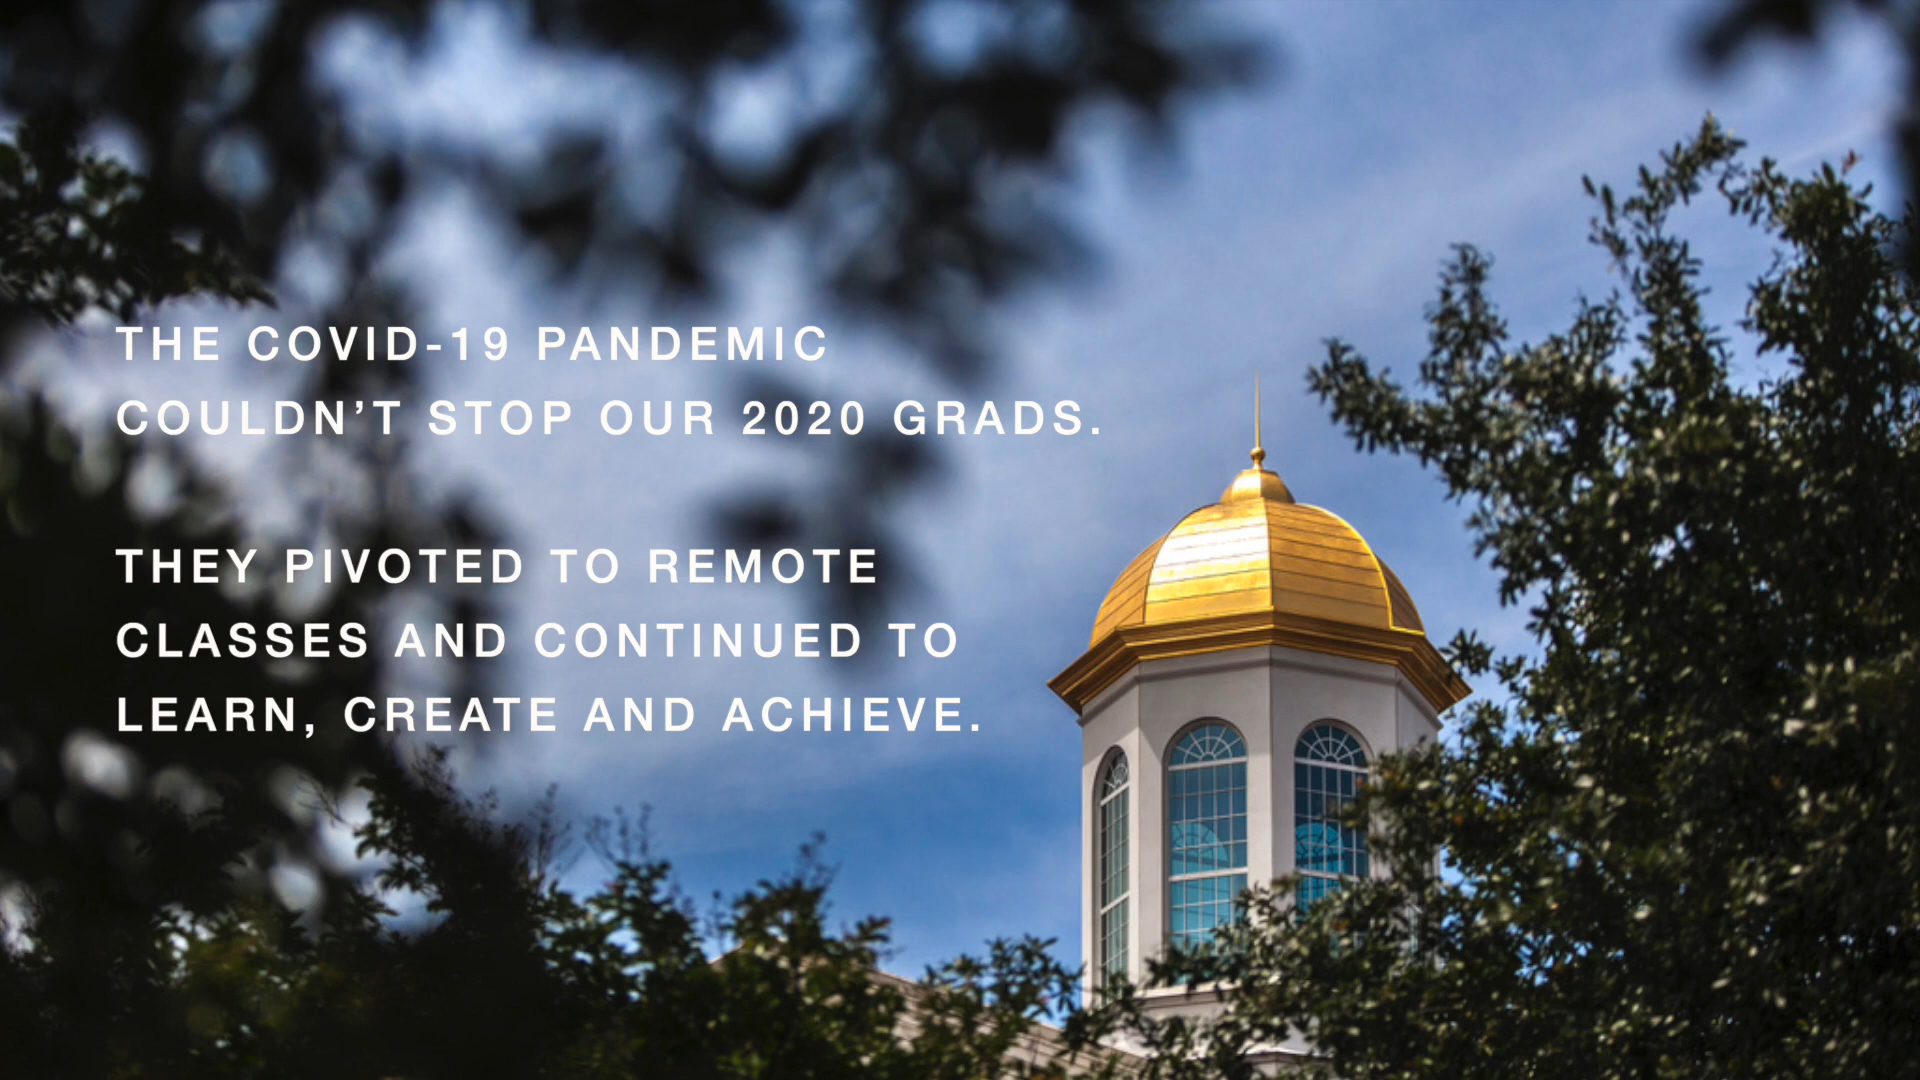 THE COVID-19 PANDEMIC
COULDN’T STOP OUR 2020 GRADS.
THEY PIVOTED TO REMOTE
CLASSES AND CONTINUED TO
LEARN, CREATE AND ACHIEVE.